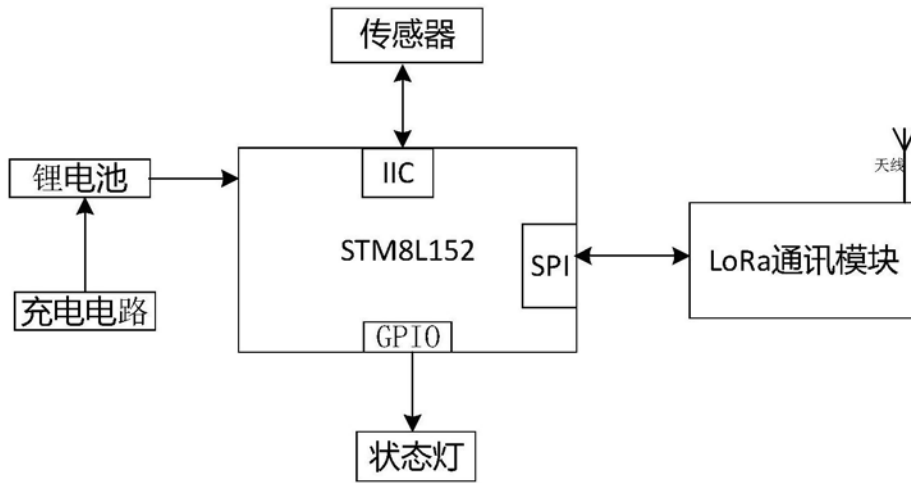 传感器
IIC
锂电池
天线
STM8L152
SPI
LoRa通讯模块
充电电路
GPIO
状态灯